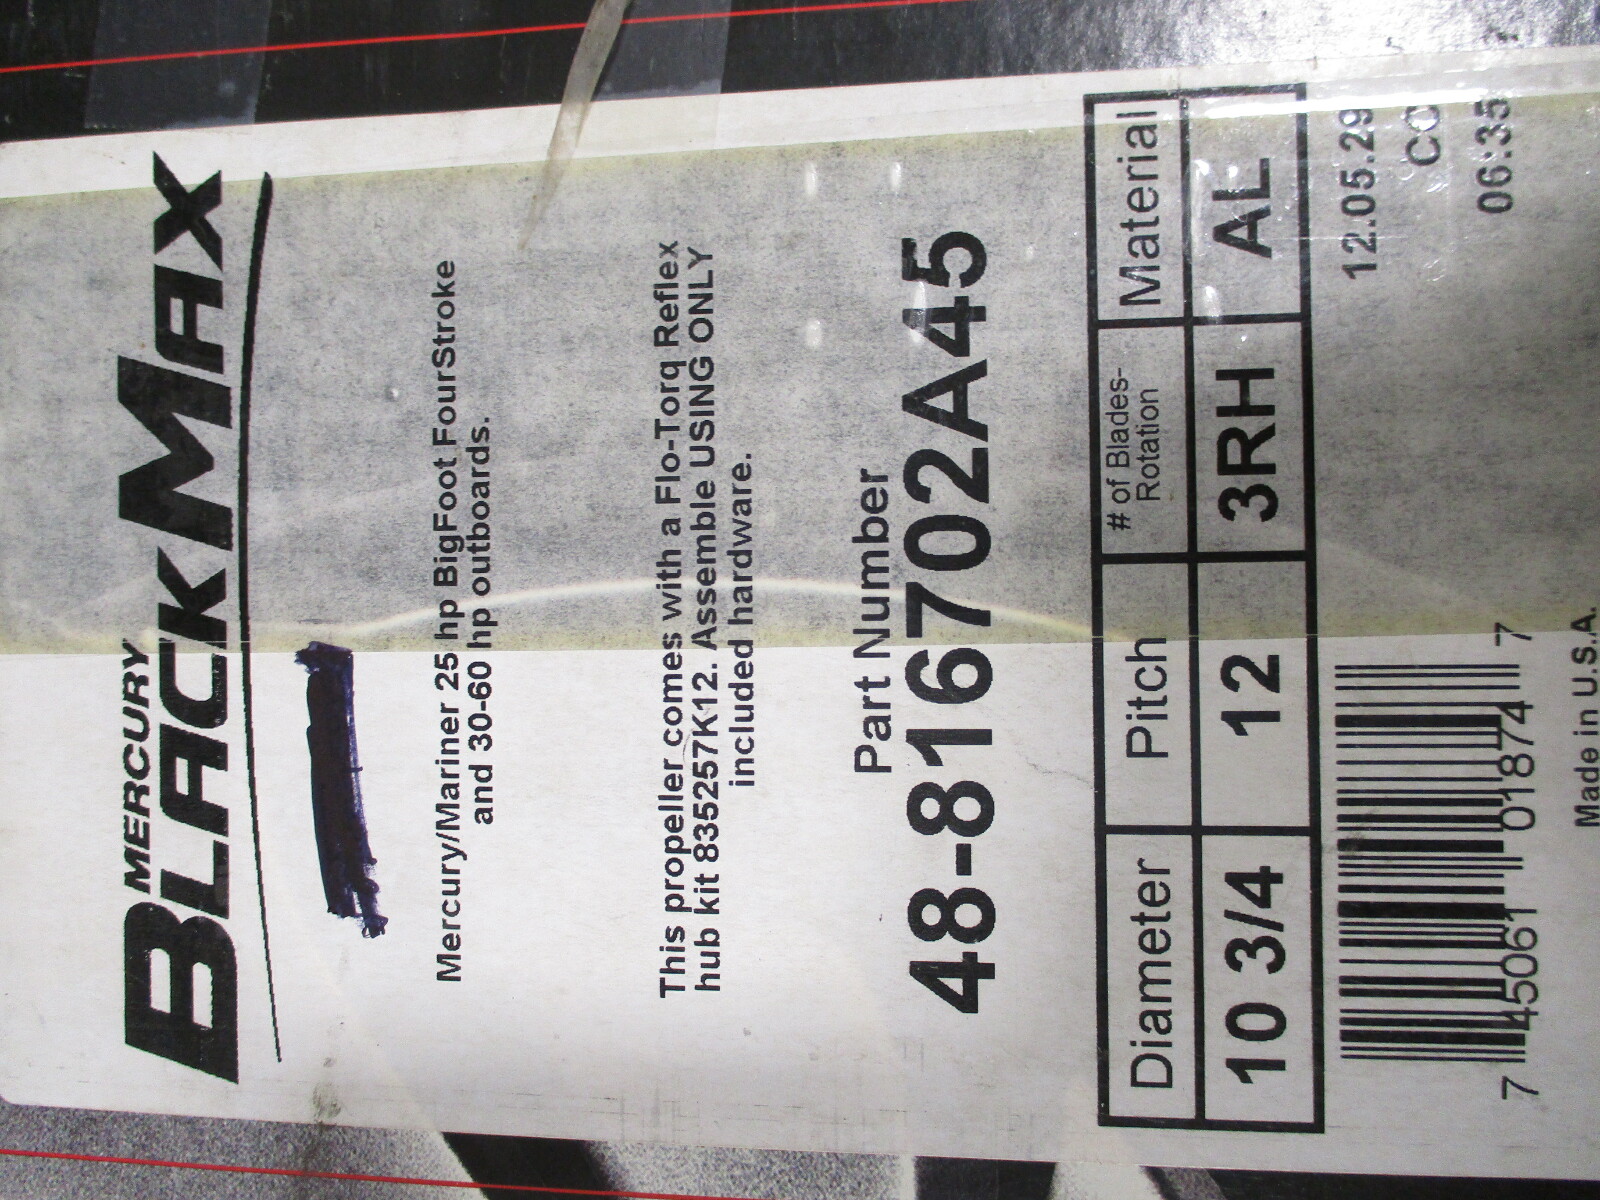 MERCURY
BLACKMAX
Mercury/Mariner 25 hp BigFoot FourStroke
and 30-60 hp outboards.
This propeller comes with a Flo-Torq Reflex
hub kit 835257K12. Assemble USING ONLY
included hardware.
Part Number
48-816702A45
Diameter Pitch # of Blades-Rotation Material
10 3/4 12 3RH AL
7 45061 01874 7
12.05.29
CO
06:35
Made in U.S.A.